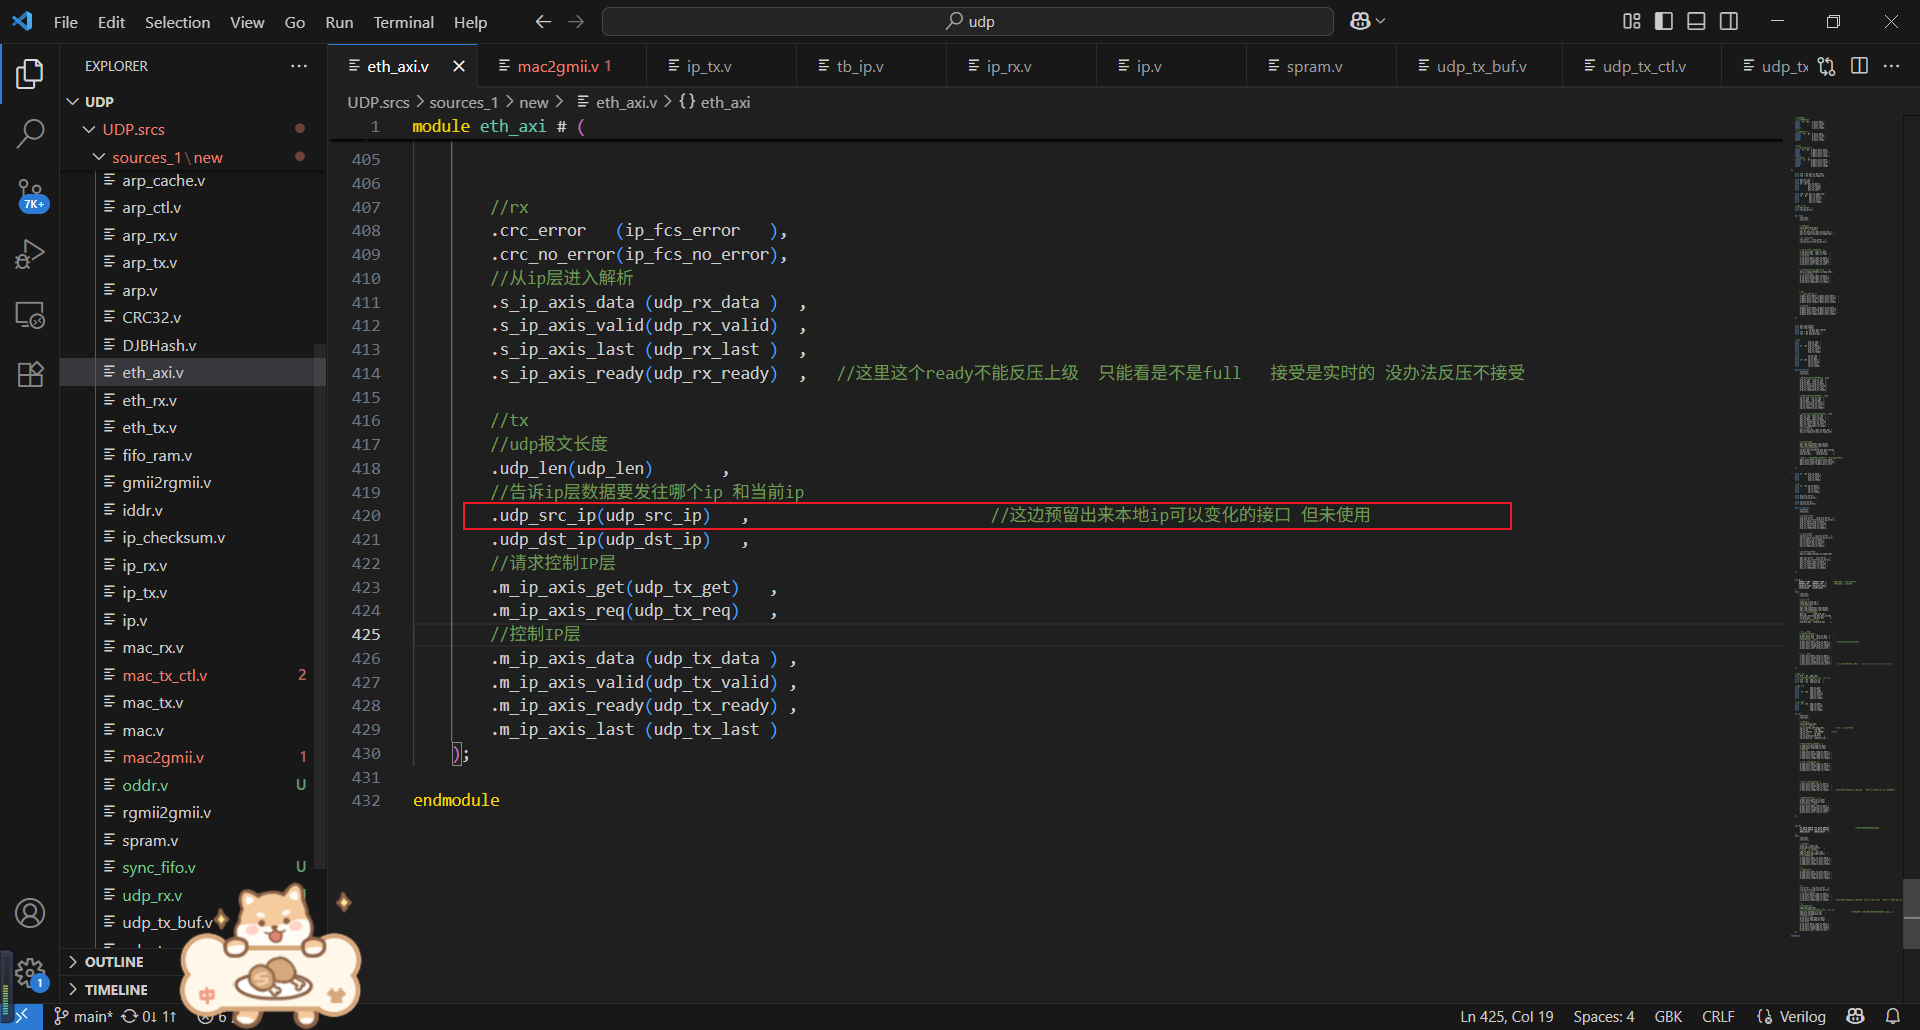 File Edit Selection View Go Run Terminal Help
udp
EXPLORER
eth_axi.v
mac2gmii.v 1
ip_tx.v
tb_ip.v
ip_rx.v
ip.v
spram.v
udp_tx_buf.v
udp_tx_ctl.v
udp_tx
UDP
UDP.srcs
sources_1\new
arp_cache.v
arp_ctl.v
arp_rx.v
arp_tx.v
arp.v
CRC32.v
DJBHash.v
eth_axi.v
eth_rx.v
eth_tx.v
fifo_ram.v
gmii2rgmii.v
iddr.v
ip_checksum.v
ip_rx.v
ip_tx.v
ip.v
mac_rx.v
mac_tx_ctl.v 2
mac_tx.v
mac.v
mac2gmii.v 1
oddr.v U
rgmii2gmii.v
spram.v
sync_fifo.v U
udp_rx.v
udp_tx_buf.v
OUTLINE
TIMELINE
7K+
1
UDP.srcs > sources_1 > new > eth_axi.v > {} eth_axi
1 module eth_axi # (
405
406
407 //rx
408 .crc_error   (ip_fcs_error   ),
409 .crc_no_error(ip_fcs_no_error),
410 //从ip层进入解析
411 .s_ip_axis_data (udp_rx_data )  ,
412 .s_ip_axis_valid(udp_rx_valid)  ,
413 .s_ip_axis_last (udp_rx_last )  ,
414 .s_ip_axis_ready(udp_rx_ready)  ,   //这里这个ready不能反压上级  只能看是不是full   接受是实时的 没办法反压不接受
415
416 //tx
417 //udp报文长度
418 .udp_len(udp_len)       ,
419 //告诉ip层数据要发往哪个ip 和当前ip
420 .udp_src_ip(udp_src_ip)   ,                         //这边预留出来本地ip可以变化的接口 但未使用
421 .udp_dst_ip(udp_dst_ip)   ,
422 //请求控制IP层
423 .m_ip_axis_get(udp_tx_get)   ,
424 .m_ip_axis_req(udp_tx_req)   ,
425 //控制IP层
426 .m_ip_axis_data (udp_tx_data ) ,
427 .m_ip_axis_valid(udp_tx_valid) ,
428 .m_ip_axis_ready(udp_tx_ready) ,
429 .m_ip_axis_last (udp_tx_last )
430 );
431
432 endmodule
中
main* 0↓ 1↑ 6
Ln 425, Col 19 Spaces: 4 GBK CRLF {} Verilog